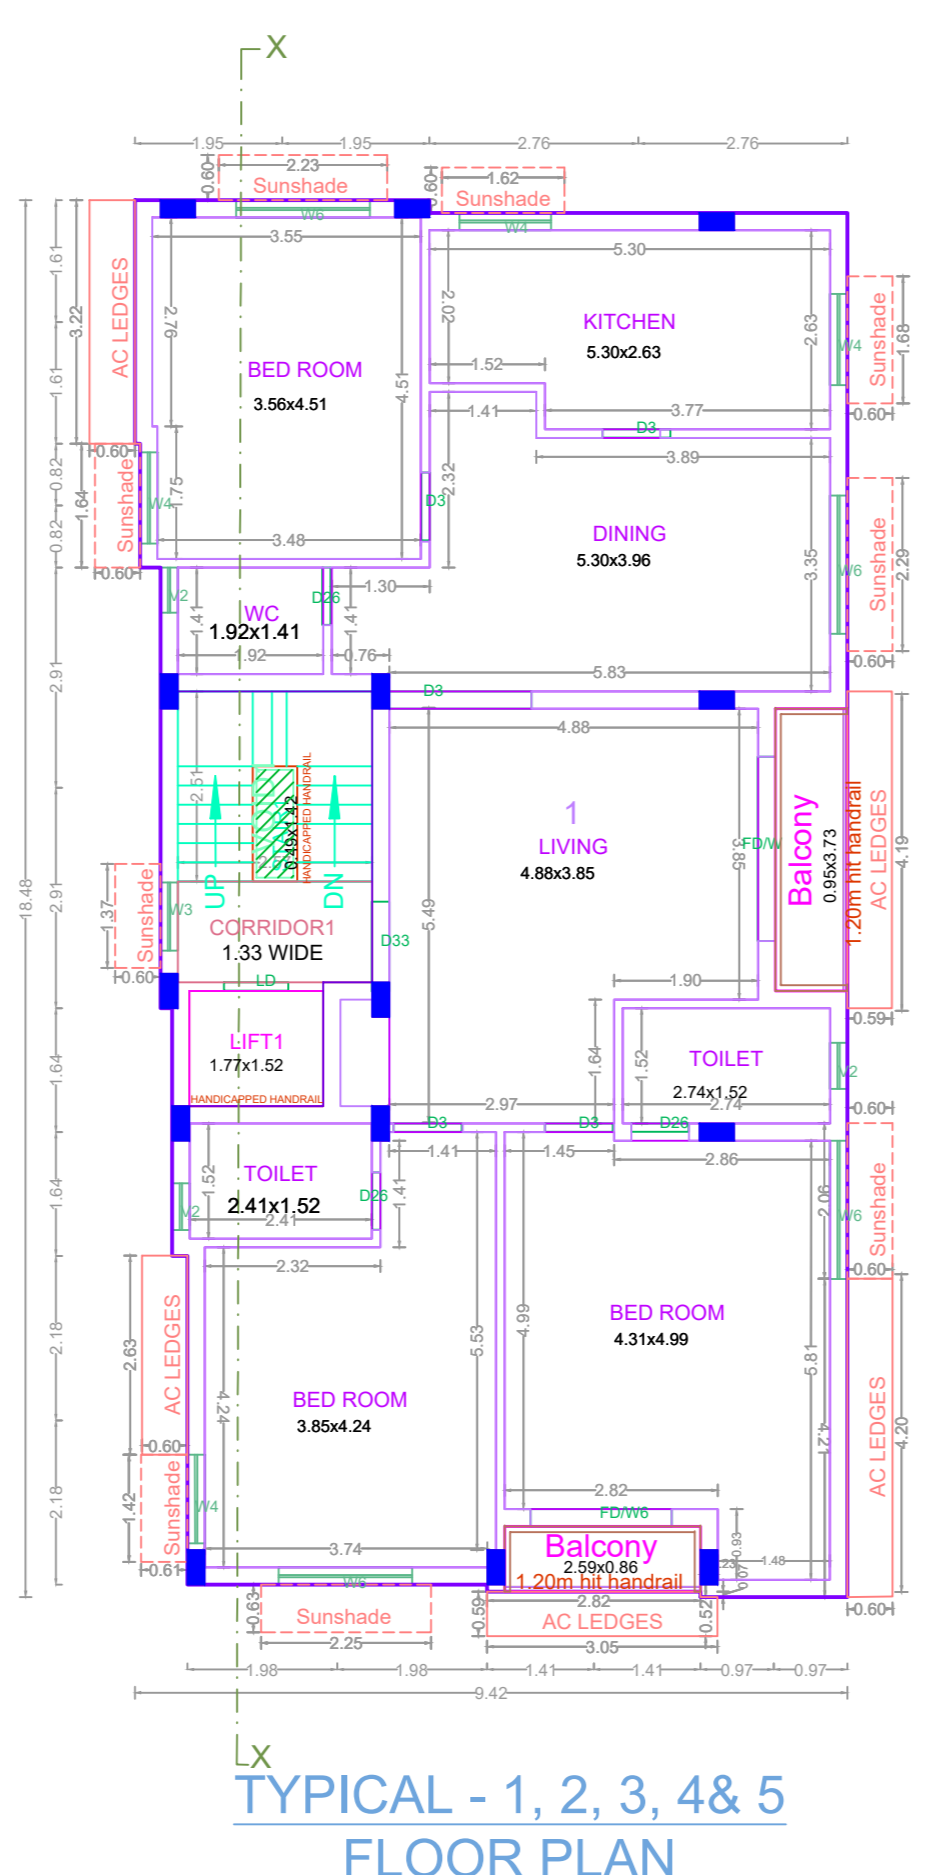 X
1.95
1.95
2.76
2.76
0.60
2.23
Sunshade
0.60
1.62
Sunshade
W6
W4
3.55
5.30
1.61
3.22
AC LEDGES
2.76
2.02
KITCHEN
5.30x2.63
2.63
W4
Sunshade
1.68
BED ROOM
3.56x4.51
4.51
1.52
1.61
3.77
0.60
1.41
D3
3.89
0.60
0.82
1.64
Sunshade
W4
1.75
D3
2.32
DINING
5.30x3.96
3.35
W6
Sunshade
2.29
0.82
3.48
0.60
V2
WC
1.92x1.41
1.41
1.92
D26
1.41
1.30
0.76
5.83
0.60
2.91
D3
4.88
2.51
0.49x1.42
HANDICAPPED HANDRAIL
UP
DN
1
LIVING
4.88x3.85
3.85
FD/W
Balcony
0.95x3.73
1.20m hit handrail
AC LEDGES
4.19
18.48
2.91
1.37
Sunshade
W3
0.60
CORRIDOR1
1.33 WIDE
D33
5.49
LD
1.90
0.59
1.64
LIFT1
1.77x1.52
HANDICAPPED HANDRAIL
1.64
1.52
TOILET
2.74x1.52
2.74
V2
0.60
2.97
D3
D3
D26
1.41
1.45
2.86
1.64
V2
1.52
TOILET
2.41x1.52
2.41
D26
1.41
2.06
W6
Sunshade
0.60
2.32
2.18
2.63
AC LEDGES
4.24
5.53
4.99
BED ROOM
4.31x4.99
5.81
4.21
AC LEDGES
4.20
BED ROOM
3.85x4.24
0.60
2.18
1.42
Sunshade
W4
0.61
3.74
W6
2.82
FD/W6
Balcony
2.59x0.86
1.20m hit handrail
0.93
1.48
0.07
0.60
0.63
Sunshade
2.25
0.59
2.82
AC LEDGES
0.52
3.05
1.98
1.98
1.41
1.41
0.97
0.97
9.42
X
TYPICAL - 1, 2, 3, 4& 5
FLOOR PLAN